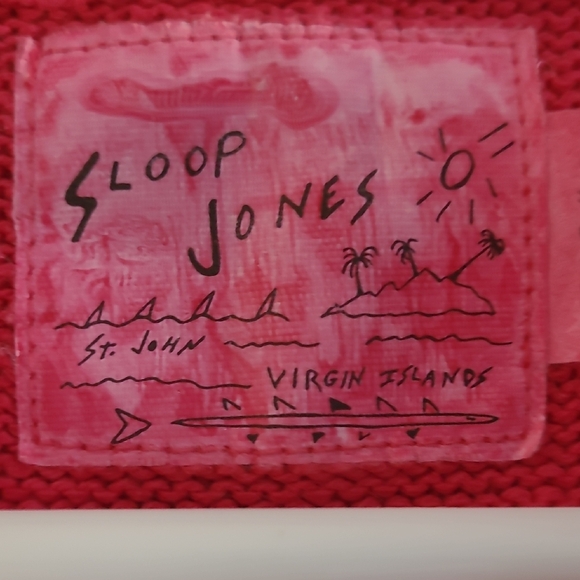 SLOOP
JONES
St. JOHN
VIRGIN ISLANDS